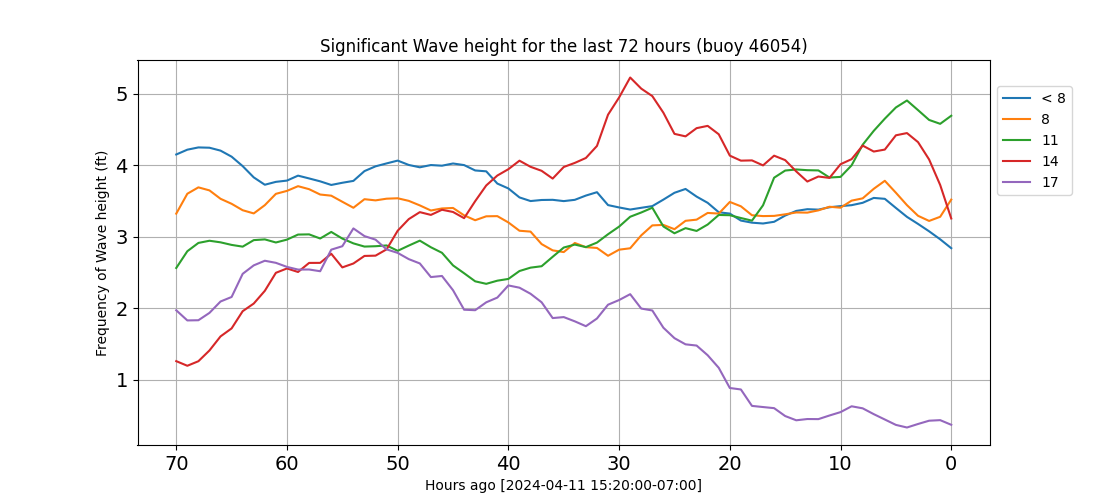 Significant Wave height for the last 72 hours (buoy 46054)
Frequency of Wave height (ft)
5
4
3
2
1
70 60 50 40 30 20 10 0
Hours ago [2024-04-11 15:20:00-07:00]
< 8
8
11
14
17